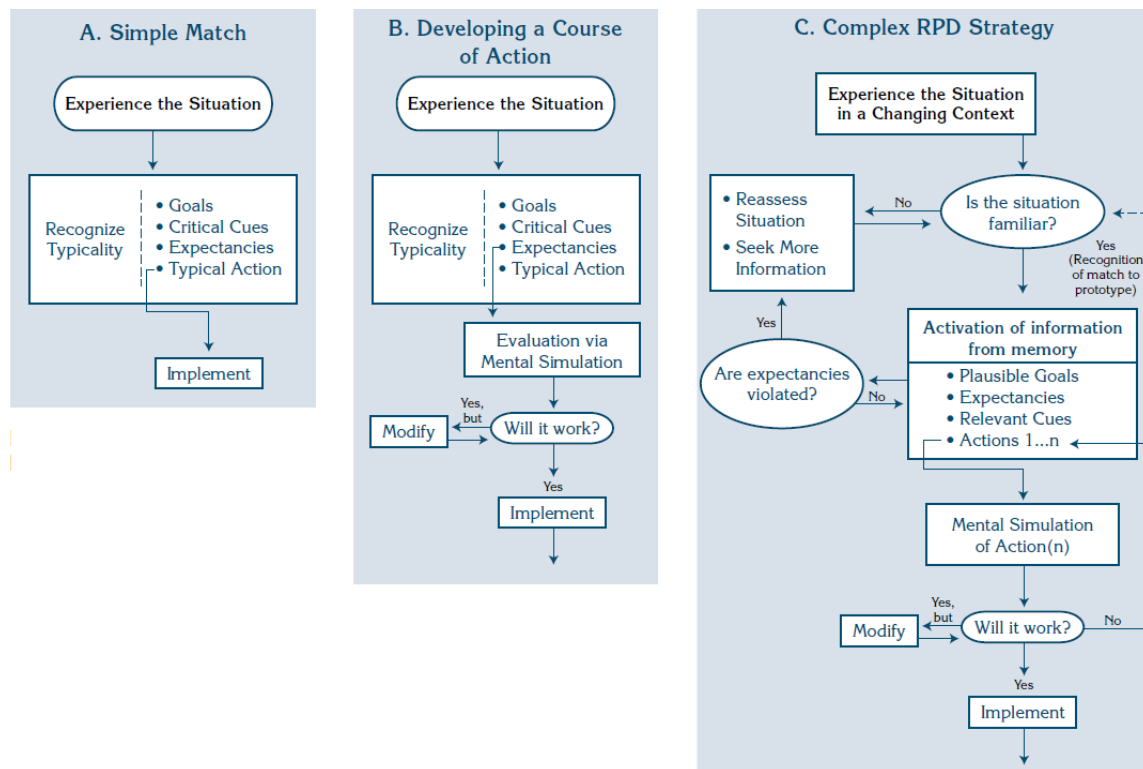 A. Simple Match
Experience the Situation
Recognize
Typicality
• Goals
• Critical Cues
• Expectancies
• Typical Action
Implement
B. Developing a Course
of Action
Experience the Situation
Recognize
Typicality
• Goals
• Critical Cues
• Expectancies
• Typical Action
Evaluation via
Mental Simulation
Yes,
but
Modify
Will it work?
Yes
Implement
C. Complex RPD Strategy
Experience the Situation
in a Changing Context
• Reassess
Situation
• Seek More
Information
No
Is the situation
familiar?
Yes
(Recognition
of match to
prototype)
Yes
Are expectancies
violated?
No
Activation of information
from memory
• Plausible Goals
• Expectancies
• Relevant Cues
• Actions 1...n
Mental Simulation
of Action(n)
Yes,
but
Modify
Will it work?
No
Yes
Implement